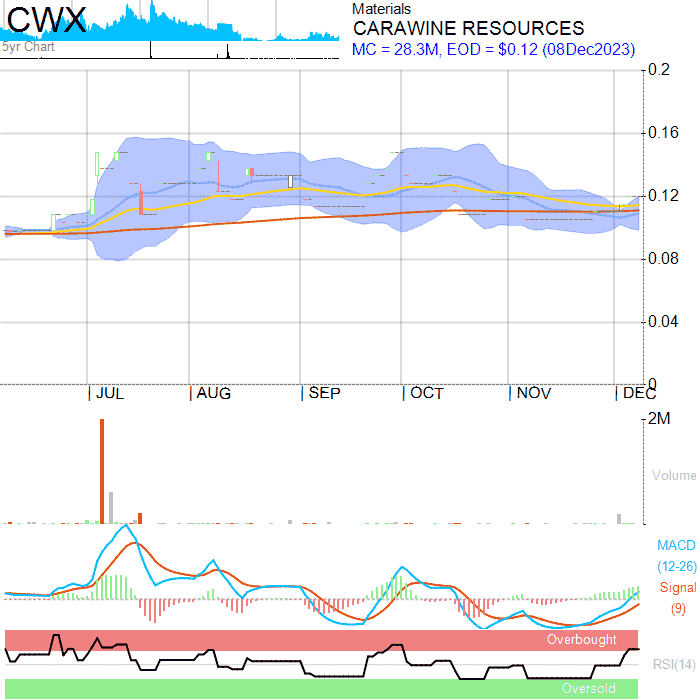 CWX
5yr Chart
Materials
CARAWINE RESOURCES
MC = 28.3M, EOD = $0.12 (08Dec2023)
0.2
0.16
0.12
0.08
0.04
0
JUL AUG SEP OCT NOV DEC
2M
Volume
MACD
(12-26)
Signal
(9)
Overbought
RSI(14)
Oversold